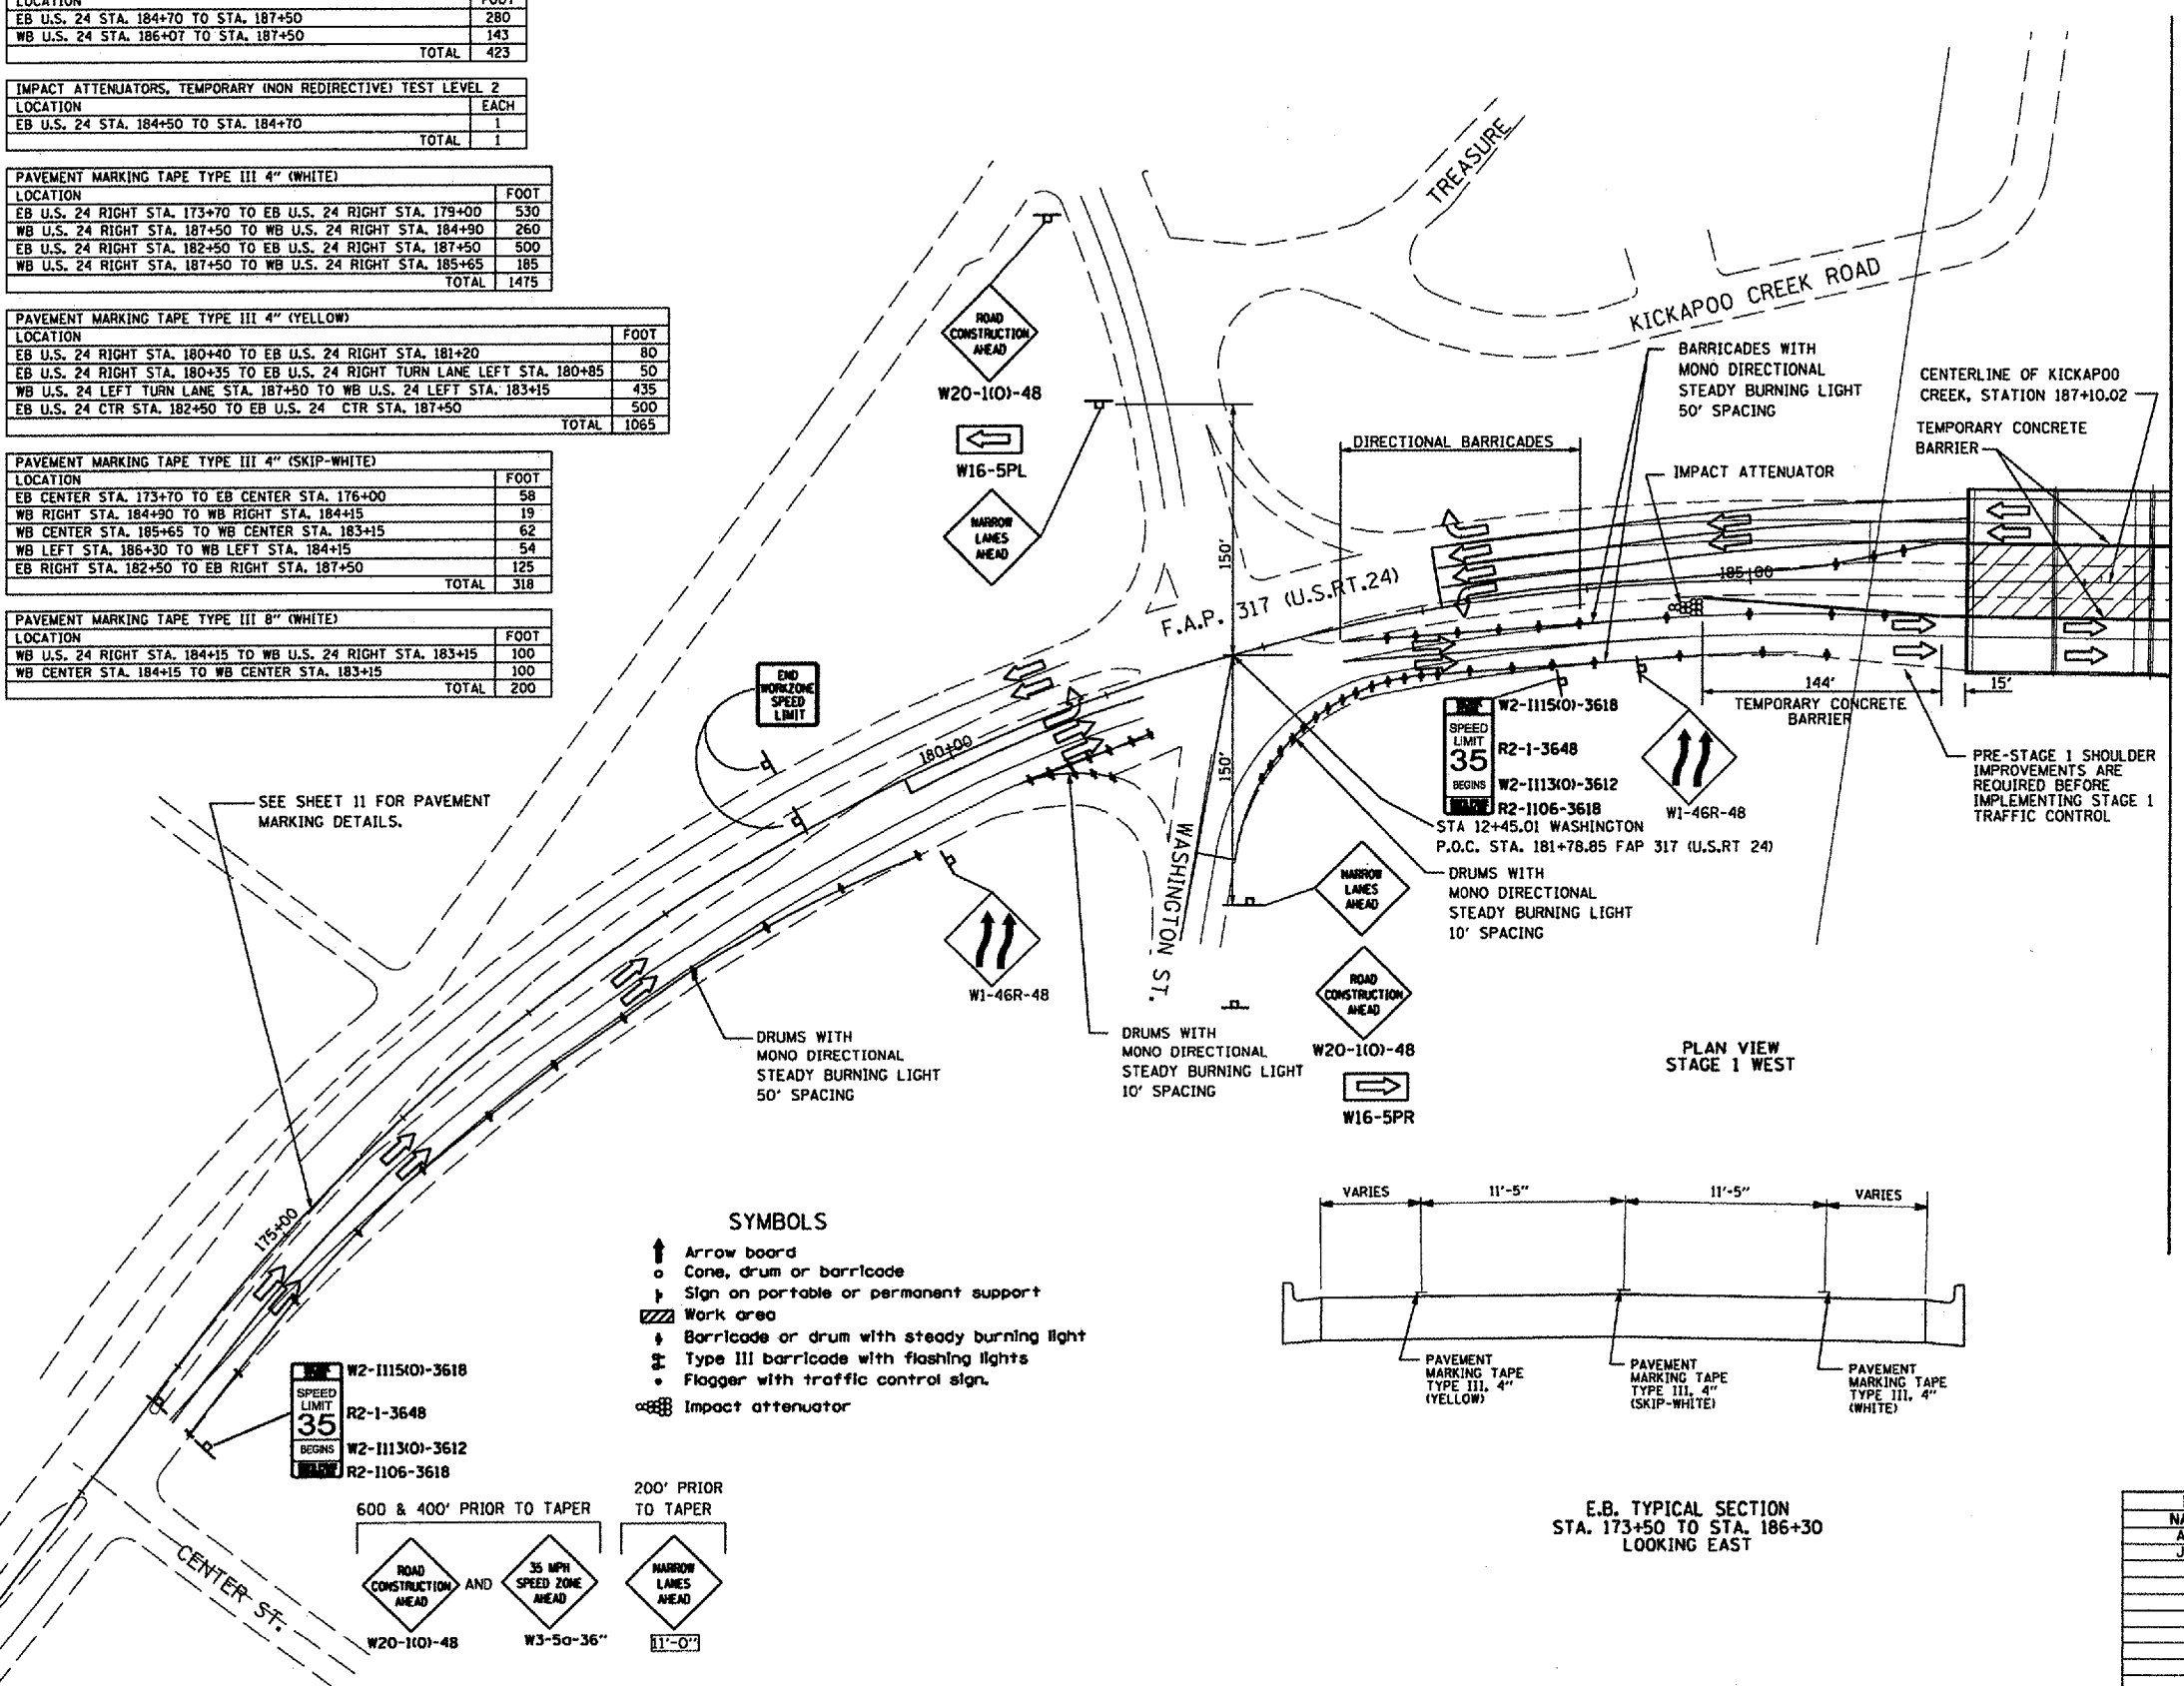 LOCATION FOOT
EB U.S. 24 STA. 184+70 TO STA. 187+50 280
WB U.S. 24 STA. 186+07 TO STA. 187+50 143
TOTAL 423
IMPACT ATTENUATORS, TEMPORARY (NON REDIRECTIVE) TEST LEVEL 2
LOCATION EACH
EB U.S. 24 STA. 184+50 TO STA. 184+70 1
TOTAL 1
PAVEMENT MARKING TAPE TYPE III 4" (WHITE)
LOCATION FOOT
EB U.S. 24 RIGHT STA. 173+70 TO EB U.S. 24 RIGHT STA. 179+00 530
WB U.S. 24 RIGHT STA. 187+50 TO WB U.S. 24 RIGHT STA. 184+90 260
EB U.S. 24 RIGHT STA. 182+50 TO EB U.S. 24 RIGHT STA. 187+50 500
WB U.S. 24 RIGHT STA. 187+50 TO WB U.S. 24 RIGHT STA. 185+65 185
TOTAL 1475
PAVEMENT MARKING TAPE TYPE III 4" (YELLOW)
LOCATION FOOT
EB U.S. 24 RIGHT STA. 180+40 TO EB U.S. 24 RIGHT STA. 181+20 80
EB U.S. 24 RIGHT STA. 180+35 TO EB U.S. 24 RIGHT TURN LANE LEFT STA. 180+85 50
WB U.S. 24 LEFT TURN LANE STA. 187+50 TO WB U.S. 24 LEFT STA. 183+15 435
EB U.S. 24 CTR STA. 182+50 TO EB U.S. 24 CTR STA. 187+50 500
TOTAL 1065
PAVEMENT MARKING TAPE TYPE III 4" (SKIP-WHITE)
LOCATION FOOT
EB CENTER STA. 173+70 TO EB CENTER STA. 176+00 58
WB RIGHT STA. 184+90 TO WB RIGHT STA. 184+15 19
WB CENTER STA. 185+65 TO WB CENTER STA. 183+15 62
WB LEFT STA. 186+30 TO WB LEFT STA. 184+15 54
EB RIGHT STA. 182+50 TO EB RIGHT STA. 187+50 125
TOTAL 318
PAVEMENT MARKING TAPE TYPE III 8" (WHITE)
LOCATION FOOT
WB U.S. 24 RIGHT STA. 184+15 TO WB U.S. 24 RIGHT STA. 183+15 100
WB CENTER STA. 184+15 TO WB CENTER STA. 183+15 100
TOTAL 200
TREASURE
KICKAPOO CREEK ROAD
ROAD
CONSTRUCTION
AHEAD
W20-1(O)-48
W16-5PL
NARROW
LANES
AHEAD
150'
DIRECTIONAL BARRICADES
BARRICADES WITH
MONO DIRECTIONAL
STEADY BURNING LIGHT
50' SPACING
IMPACT ATTENUATOR
CENTERLINE OF KICKAPOO
CREEK, STATION 187+10.02
TEMPORARY CONCRETE
BARRIER
F.A.P. 317 (U.S.RT.24)
185+00
END
WORKZONE
SPEED
LIMIT
180+00
150'
144'
TEMPORARY CONCRETE
BARRIER
15'
W2-I115(O)-3618
SPEED
LIMIT
35
R2-1-3648
BEGINS
W2-I113(O)-3612
R2-I106-3618
W1-46R-48
PRE-STAGE 1 SHOULDER
IMPROVEMENTS ARE
REQUIRED BEFORE
IMPLEMENTING STAGE 1
TRAFFIC CONTROL
STA 12+45.01 WASHINGTON
P.O.C. STA. 181+78.85 FAP 317 (U.S.RT 24)
SEE SHEET 11 FOR PAVEMENT
MARKING DETAILS.
WASHINGTON ST.
NARROW
LANES
AHEAD
DRUMS WITH
MONO DIRECTIONAL
STEADY BURNING LIGHT
10' SPACING
W1-46R-48
ROAD
CONSTRUCTION
AHEAD
W20-1(O)-48
W16-5PR
DRUMS WITH
MONO DIRECTIONAL
STEADY BURNING LIGHT
50' SPACING
DRUMS WITH
MONO DIRECTIONAL
STEADY BURNING LIGHT
10' SPACING
PLAN VIEW
STAGE 1 WEST
175+00
SYMBOLS
Arrow board
Cone, drum or barricade
Sign on portable or permanent support
Work area
Barricade or drum with steady burning light
Type III barricade with flashing lights
Flagger with traffic control sign.
Impact attenuator
VARIES 11'-5" 11'-5" VARIES
PAVEMENT
MARKING TAPE
TYPE III, 4"
(YELLOW)
PAVEMENT
MARKING TAPE
TYPE III, 4"
(SKIP-WHITE)
PAVEMENT
MARKING TAPE
TYPE III, 4"
(WHITE)
W2-I115(O)-3618
SPEED
LIMIT
35
R2-1-3648
BEGINS
W2-I113(O)-3612
R2-I106-3618
600 & 400' PRIOR TO TAPER
200' PRIOR
TO TAPER
ROAD
CONSTRUCTION
AHEAD
AND
35 MPH
SPEED ZONE
AHEAD
NARROW
LANES
AHEAD
W20-1(O)-48
W3-5a-36"
11'-0"
CENTER ST.
E.B. TYPICAL SECTION
STA. 173+50 TO STA. 186+30
LOOKING EAST